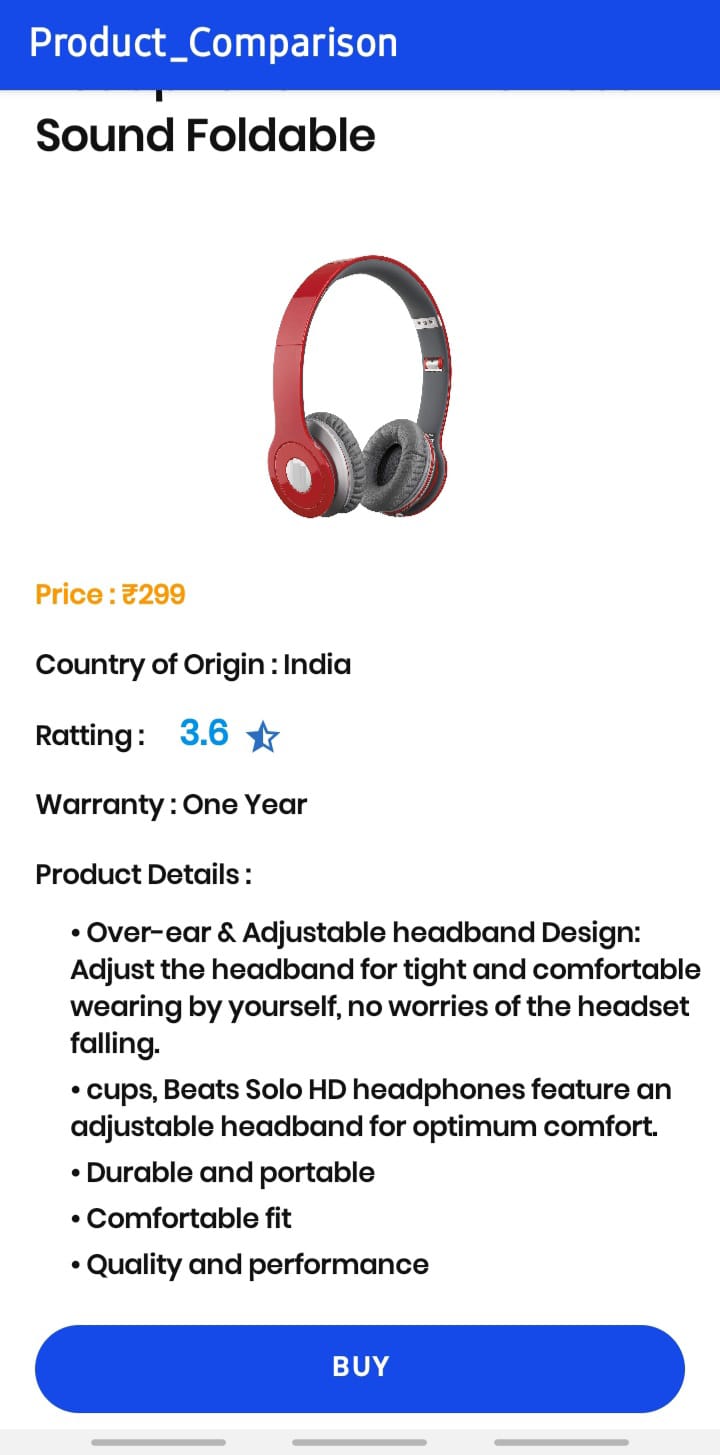 Product_Comparison
Sound Foldable
Price : ₹299
Country of Origin : India
Ratting : 3.6
Warranty : One Year
Product Details :
• Over-ear & Adjustable headband Design:
Adjust the headband for tight and comfortable
wearing by yourself, no worries of the headset
falling.
• cups, Beats Solo HD headphones feature an
adjustable headband for optimum comfort.
• Durable and portable
• Comfortable fit
• Quality and performance
BUY